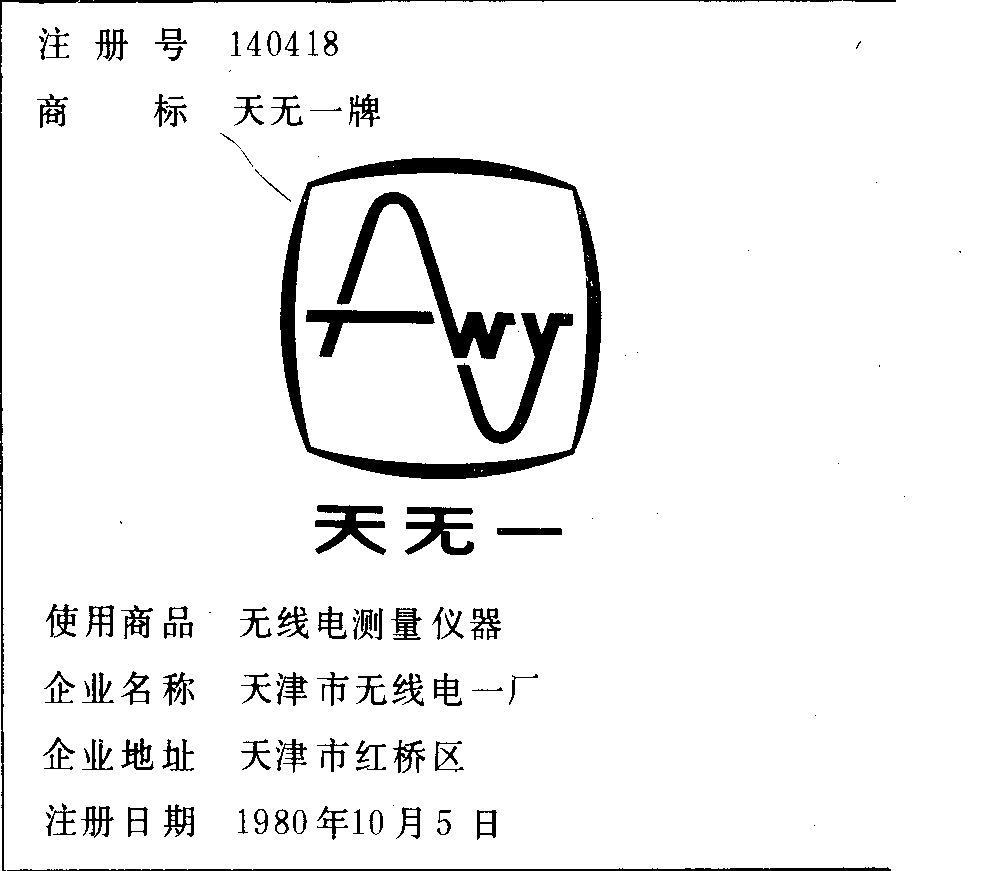 注册号 140418
商标 天无一牌
Awy
天无一
使用商品 无线电测量仪器
企业名称 天津市无线电一厂
企业地址 天津市红桥区
注册日期 1980年10月5日